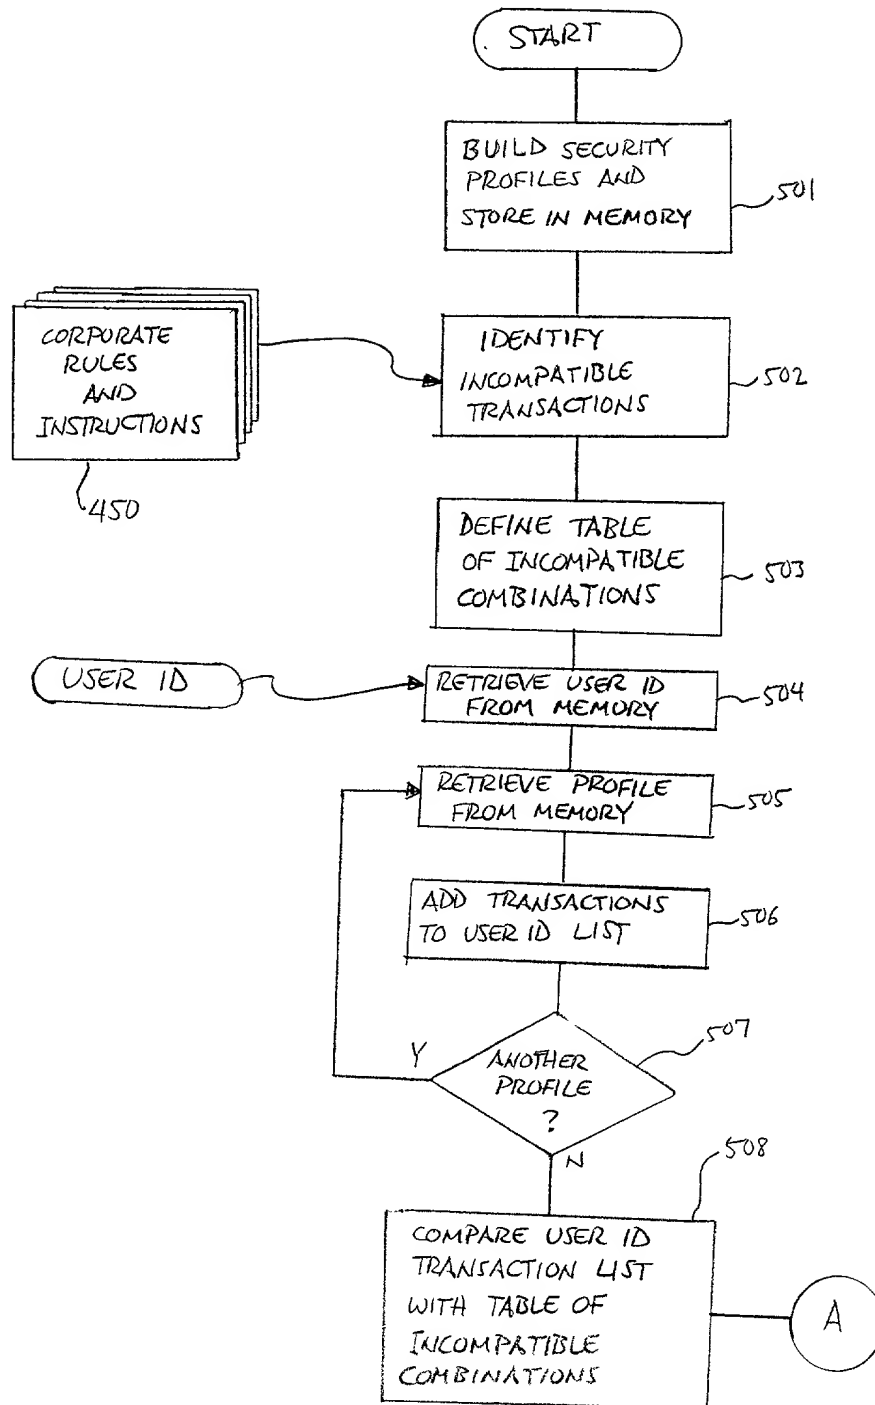 START
BUILD SECURITY
PROFILES AND
STORE IN MEMORY
501
CORPORATE
RULES
AND
INSTRUCTIONS
450
IDENTIFY
INCOMPATIBLE
TRANSACTIONS
502
DEFINE TABLE
OF INCOMPATIBLE
COMBINATIONS
503
USER ID
RETRIEVE USER ID
FROM MEMORY
504
RETRIEVE PROFILE
FROM MEMORY
505
ADD TRANSACTIONS
TO USER ID LIST
506
507
Y
ANOTHER
PROFILE
?
N
508
COMPARE USER ID
TRANSACTION LIST
WITH TABLE OF
INCOMPATIBLE
COMBINATIONS
A